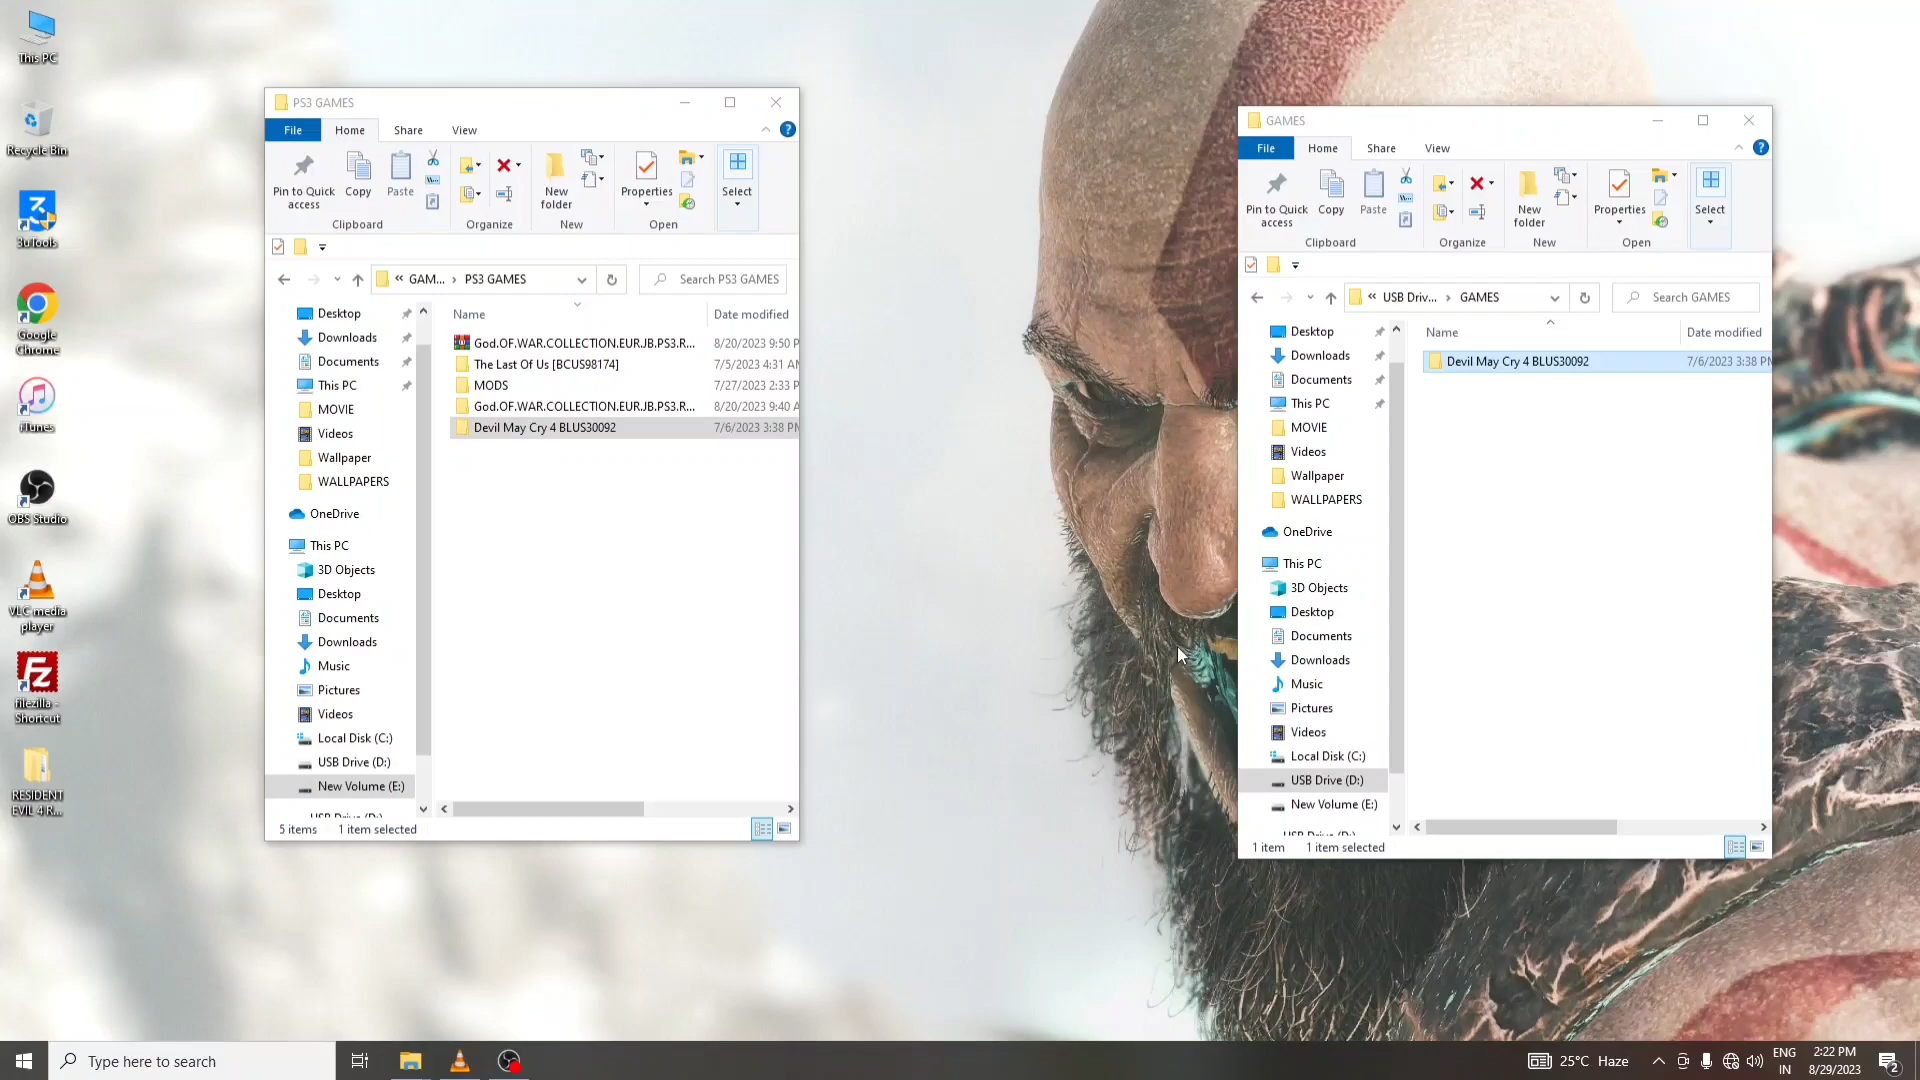 This PC
Recycle Bin
3uTools
Google
Chrome
iTunes
OBS Studio
VLC media
player
filezilla -
Shortcut
RESIDENT
EVIL 4 R...
PS3 GAMES
File
Home
Share
View
Pin to Quick
access
Copy
Paste
Clipboard
Organize
New
folder
New
Properties
Open
Select
« GAM... › PS3 GAMES
Search PS3 GAMES
Desktop
Downloads
Documents
This PC
MOVIE
Videos
Wallpaper
WALLPAPERS
OneDrive
This PC
3D Objects
Desktop
Documents
Downloads
Music
Pictures
Videos
Local Disk (C:)
USB Drive (D:)
New Volume (E:)
USB Drive (D:)
Name Date modified
God.OF.WAR.COLLECTION.EUR.JB.PS3.R... 8/20/2023 9:50 P
The Last Of Us [BCUS98174] 7/5/2023 4:31 AM
MODS 7/27/2023 2:33 P
God.OF.WAR.COLLECTION.EUR.JB.PS3.R... 8/20/2023 9:40 A
Devil May Cry 4 BLUS30092 7/6/2023 3:38 PM
5 items 1 item selected
GAMES
File
Home
Share
View
Pin to Quick
access
Copy
Paste
Clipboard
Organize
New
folder
New
Properties
Open
Select
« USB Driv... › GAMES
Search GAMES
Desktop
Downloads
Documents
This PC
MOVIE
Videos
Wallpaper
WALLPAPERS
OneDrive
This PC
3D Objects
Desktop
Documents
Downloads
Music
Pictures
Videos
Local Disk (C:)
USB Drive (D:)
New Volume (E:)
USB Drive (D:)
Name Date modified
Devil May Cry 4 BLUS30092 7/6/2023 3:38 PM
1 item 1 item selected
Type here to search
25°C Haze
ENG
IN
2:22 PM
8/29/2023
2